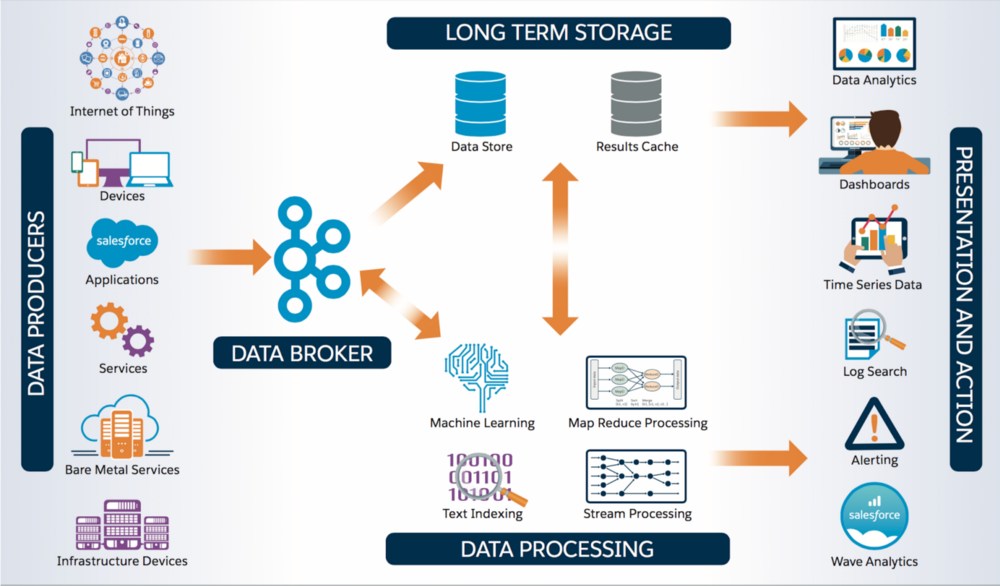 DATA PRODUCERS
Internet of Things
Devices
salesforce
Applications
Services
Bare Metal Services
Infrastructure Devices
DATA BROKER
LONG TERM STORAGE
Data Store
Results Cache
Machine Learning
Map Reduce Processing
100100
001101
101001
Text Indexing
Stream Processing
DATA PROCESSING
PRESENTATION AND ACTION
Data Analytics
Dashboards
Time Series Data
Log Search
Alerting
salesforce
Wave Analytics